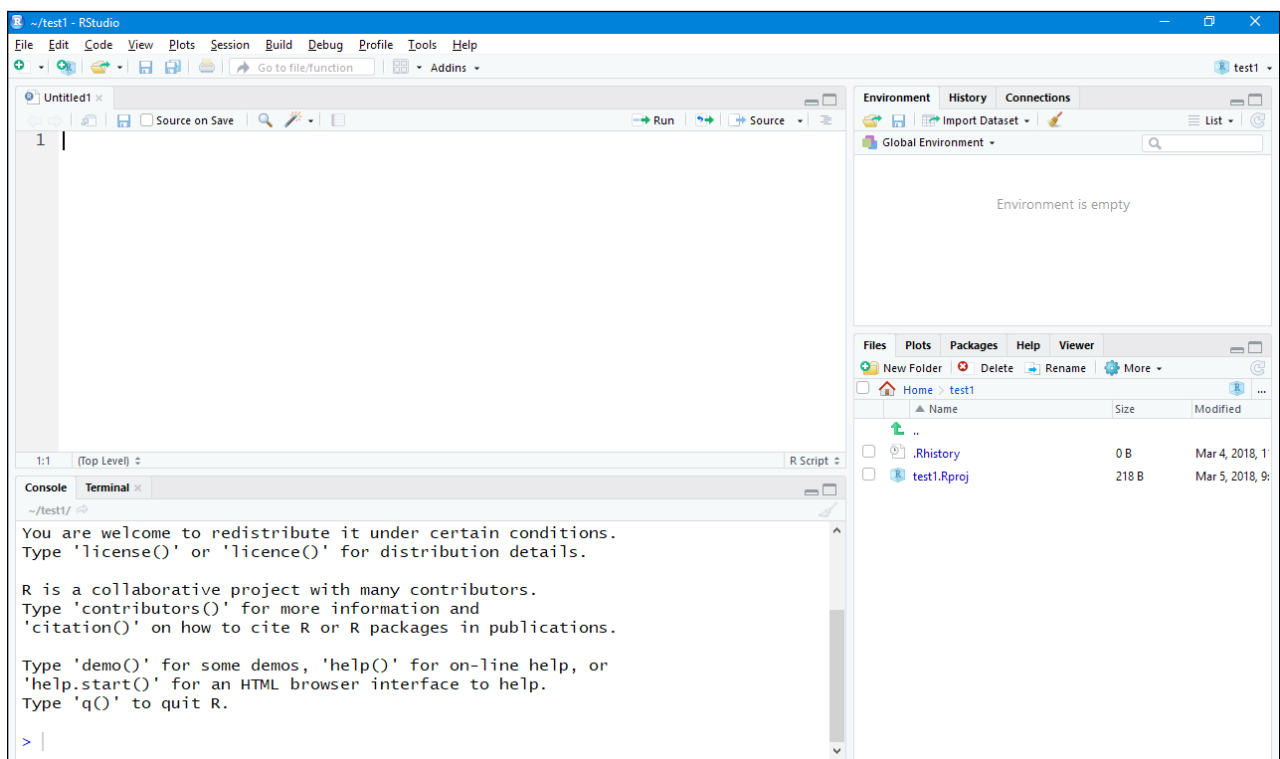 ~/test1 - RStudio
File Edit Code View Plots Session Build Debug Profile Tools Help
Go to file/function Addins test1
Untitled1
Source on Save Run Source
1
1:1 (Top Level) R Script
Console Terminal
~/test1/
You are welcome to redistribute it under certain conditions.
Type 'license()' or 'licence()' for distribution details.
R is a collaborative project with many contributors.
Type 'contributors()' for more information and
'citation()' on how to cite R or R packages in publications.
Type 'demo()' for some demos, 'help()' for on-line help, or
'help.start()' for an HTML browser interface to help.
Type 'q()' to quit R.
>
Environment History Connections
Import Dataset List
Global Environment
Environment is empty
Files Plots Packages Help Viewer
New Folder Delete Rename More
Home > test1 ...
Name Size Modified
..
.Rhistory 0 B Mar 4, 2018, 1
test1.Rproj 218 B Mar 5, 2018, 9: